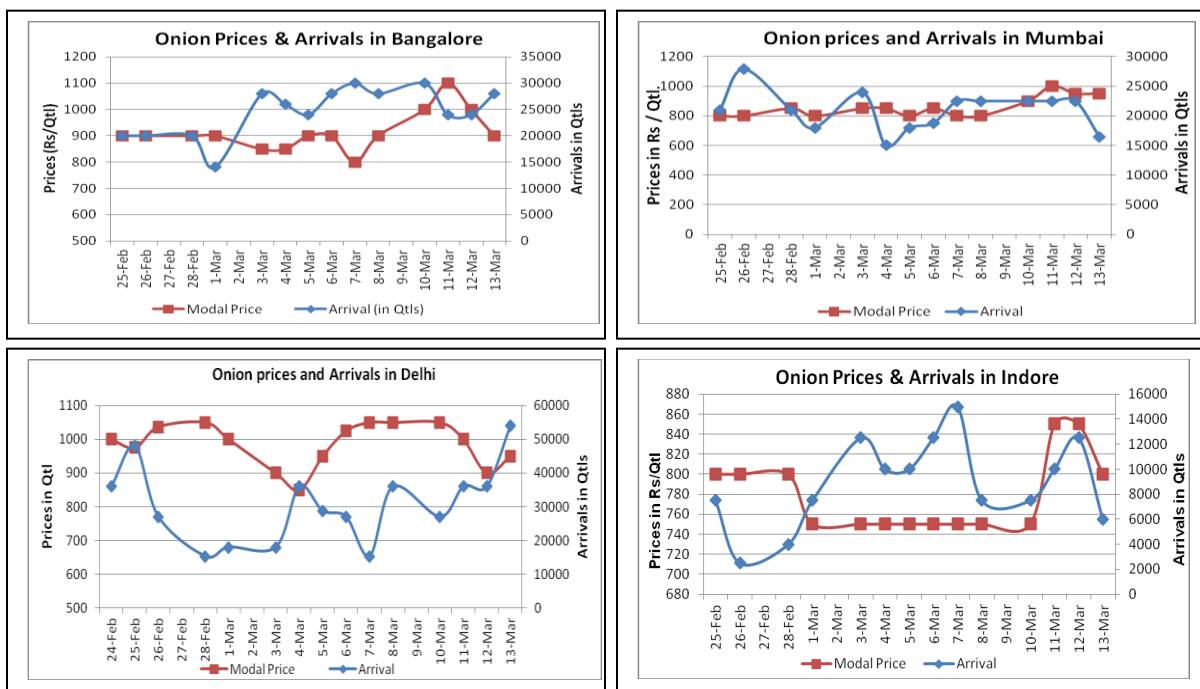 Onion Prices & Arrivals in Bangalore
Prices (Rs/Qtl)
1200
1100
1000
900
800
700
600
500
35000
30000
25000
20000
15000
10000
5000
0
Arrivals in Qtls
25-Feb
26-Feb
27-Feb
28-Feb
1-Mar
2-Mar
3-Mar
4-Mar
5-Mar
6-Mar
7-Mar
8-Mar
9-Mar
10-Mar
11-Mar
12-Mar
13-Mar
Modal Price Arrival (in Qtls)
Onion prices and Arrivals in Mumbai
Prices in Rs / Qtl.
1200
1000
800
600
400
200
0
30000
25000
20000
15000
10000
5000
0
Arrivals in Qtls
25-Feb
26-Feb
27-Feb
28-Feb
1-Mar
2-Mar
3-Mar
4-Mar
5-Mar
6-Mar
7-Mar
8-Mar
9-Mar
10-Mar
11-Mar
12-Mar
13-Mar
Modal Price Arrival
Onion prices and Arrivals in Delhi
Prices in Qtl
1100
1000
900
800
700
600
500
60000
50000
40000
30000
20000
10000
0
Arrivals in Qtls
24-Feb
25-Feb
26-Feb
27-Feb
28-Feb
1-Mar
2-Mar
3-Mar
4-Mar
5-Mar
6-Mar
7-Mar
8-Mar
9-Mar
10-Mar
11-Mar
12-Mar
13-Mar
Modal Price Arrival
Onion Prices & Arrivals in Indore
Prices in Rs/Qtl
880
860
840
820
800
780
760
740
720
700
680
16000
14000
12000
10000
8000
6000
4000
2000
0
Arrivals in Qtls
25-Feb
26-Feb
27-Feb
28-Feb
1-Mar
2-Mar
3-Mar
4-Mar
5-Mar
6-Mar
7-Mar
8-Mar
9-Mar
10-Mar
11-Mar
12-Mar
13-Mar
Modal Price Arrival